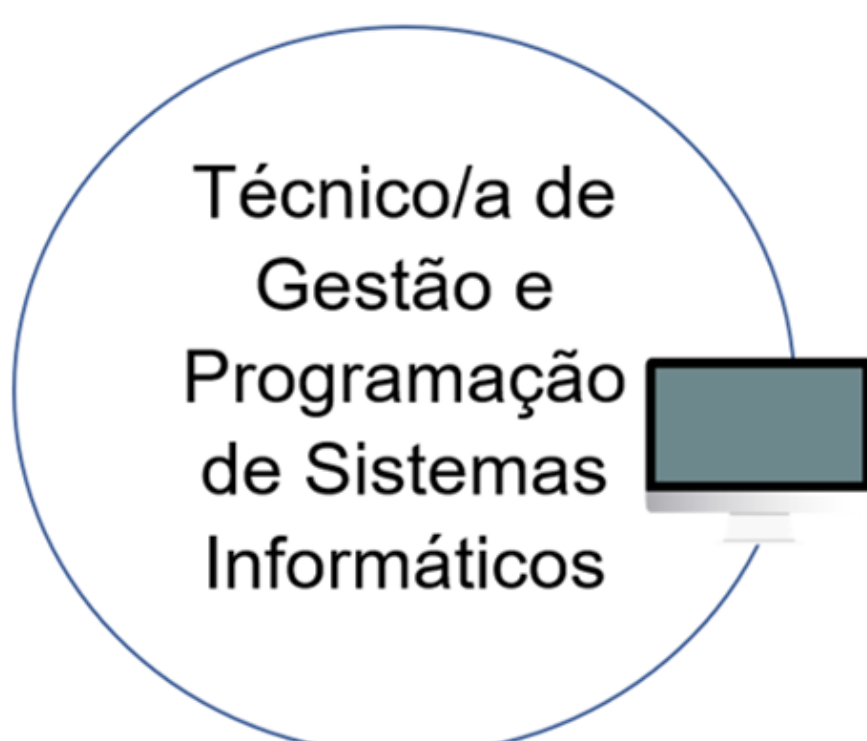 Técnico/a de
Gestão e
Programação
de Sistemas
Informáticos